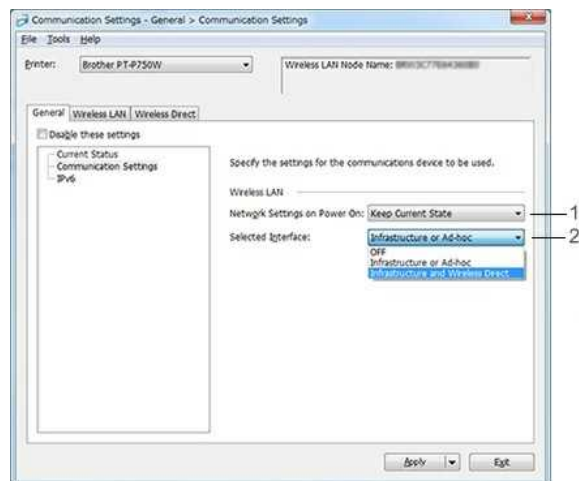 Communication Settings - General > Communication Settings
File Tools Help
Printer: Brother PT-P750W
Wireless LAN Node Name:
General Wireless LAN Wireless Direct
Disable these settings
Current Status
Communication Settings
IPv6
Specify the settings for the communications device to be used.
Wireless LAN
Network Settings on Power On: Keep Current State
1
Selected Interface: Infrastructure or Ad-hoc
2
OFF
Infrastructure or Ad-hoc
Infrastructure and Wireless Direct
Apply Exit